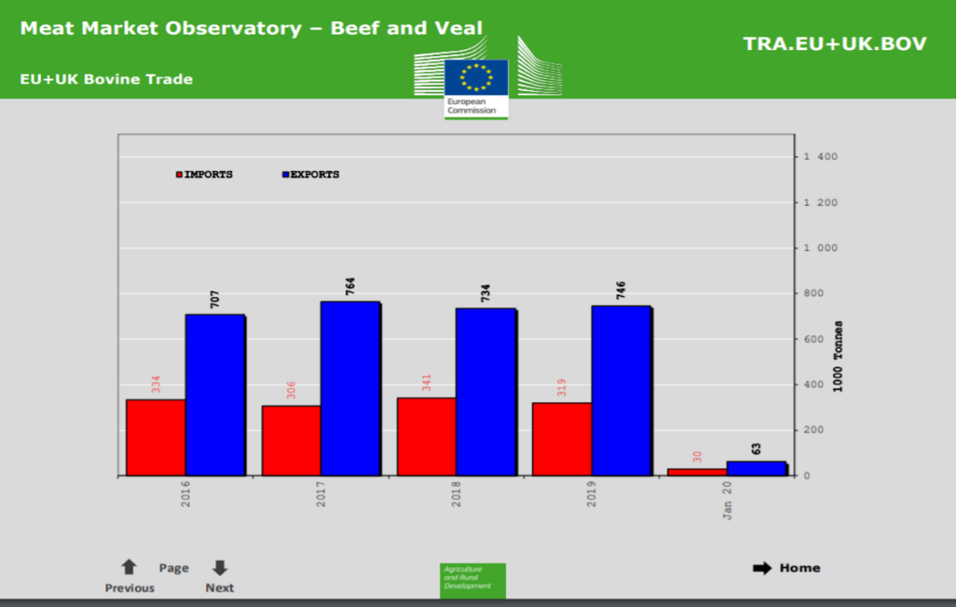 Meat Market Observatory – Beef and Veal
TRA.EU+UK.BOV
EU+UK Bovine Trade
European
Commission
IMPORTS
EXPORTS
1 400
1 200
1 000
800
600
400
200
0
1000 Tonnes
334
707
306
764
341
734
319
746
30
63
2016
2017
2018
2019
Jan 20
Page
Previous
Next
Agriculture
and Rural
Development
Home